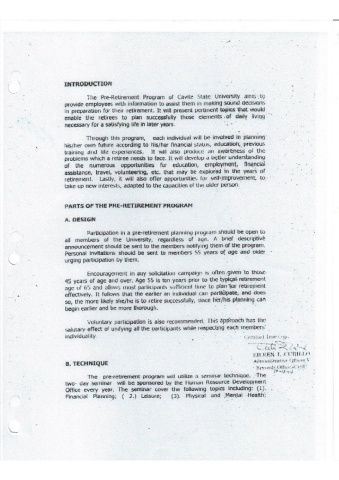 INTRODUCTION
The Pre-Retirement Program of Cavite State University aims to
provide employees with information to assist them in making sound decisions
in preparation for their retirement. It will present pertinent topics that would
enable the retirees to plan successfully those elements of daily living
necessary for a satisfying life in later years.
Through this program, each individual will be involved in planning
his/her own future according to his/her financial status, education, previous
training and life experiences. It will also produce an awareness of the
problems which a retiree needs to face. It will develop a better understanding
of the numerous opportunities for education, employment, financial
assistance, travel, volunteering, etc. that may be explored in the years of
retirement. Lastly, it will also offer opportunities for self-improvement, to
take up new interests, adapted to the capacities of the older person.
PARTS OF THE PRE-RETIREMENT PROGRAM
A. DESIGN
Participation in a pre-retirement planning program should be open to
all members of the University, regardless of age. A brief descriptive
announcement should be sent to the members notifying them of the program.
Personal invitations should be sent to members 55 years of age and older
urging participation by them.
Encouragement in any solicitation campaign is often given to those
45 years of age and over. Age 55 is ten years prior to the typical retirement
age of 65 and allows most participants sufficient time to plan for retirement
effectively. It follows that the earlier an individual can participate, and does
so, the more likely she/he is to retire successfully, since her/his planning can
begin earlier and be more thorough.
Voluntary participation is also recommended. This approach has the
salutary effect of unifying all the participants while respecting each members'
individuality
Certified True Copy
EILEEN L. CUBILLO
Administrative Officer V
Records Office
B. TECHNIQUE
The pre-retirement program will utilize a seminar technique. The
two- day seminar will be sponsored by the Human Resource Development
Office every year. The seminar cover the following topics including: (1).
Financial Planning; ( 2.) Leisure; (3). Physical and Mental Health: